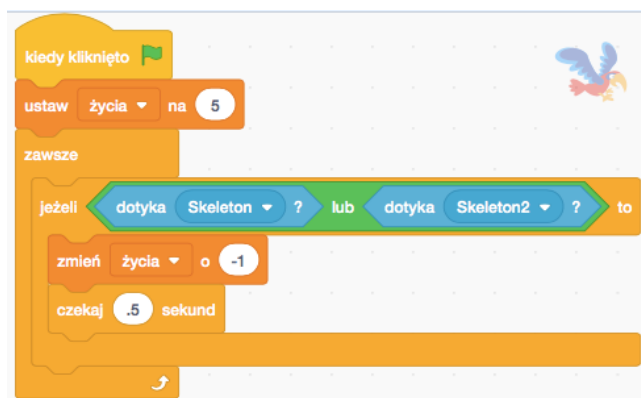 kiedy kliknięto
ustaw życia na 5
zawsze
jeżeli dotyka Skeleton ? lub dotyka Skeleton2 ? to
zmień życia o -1
czekaj .5 sekund